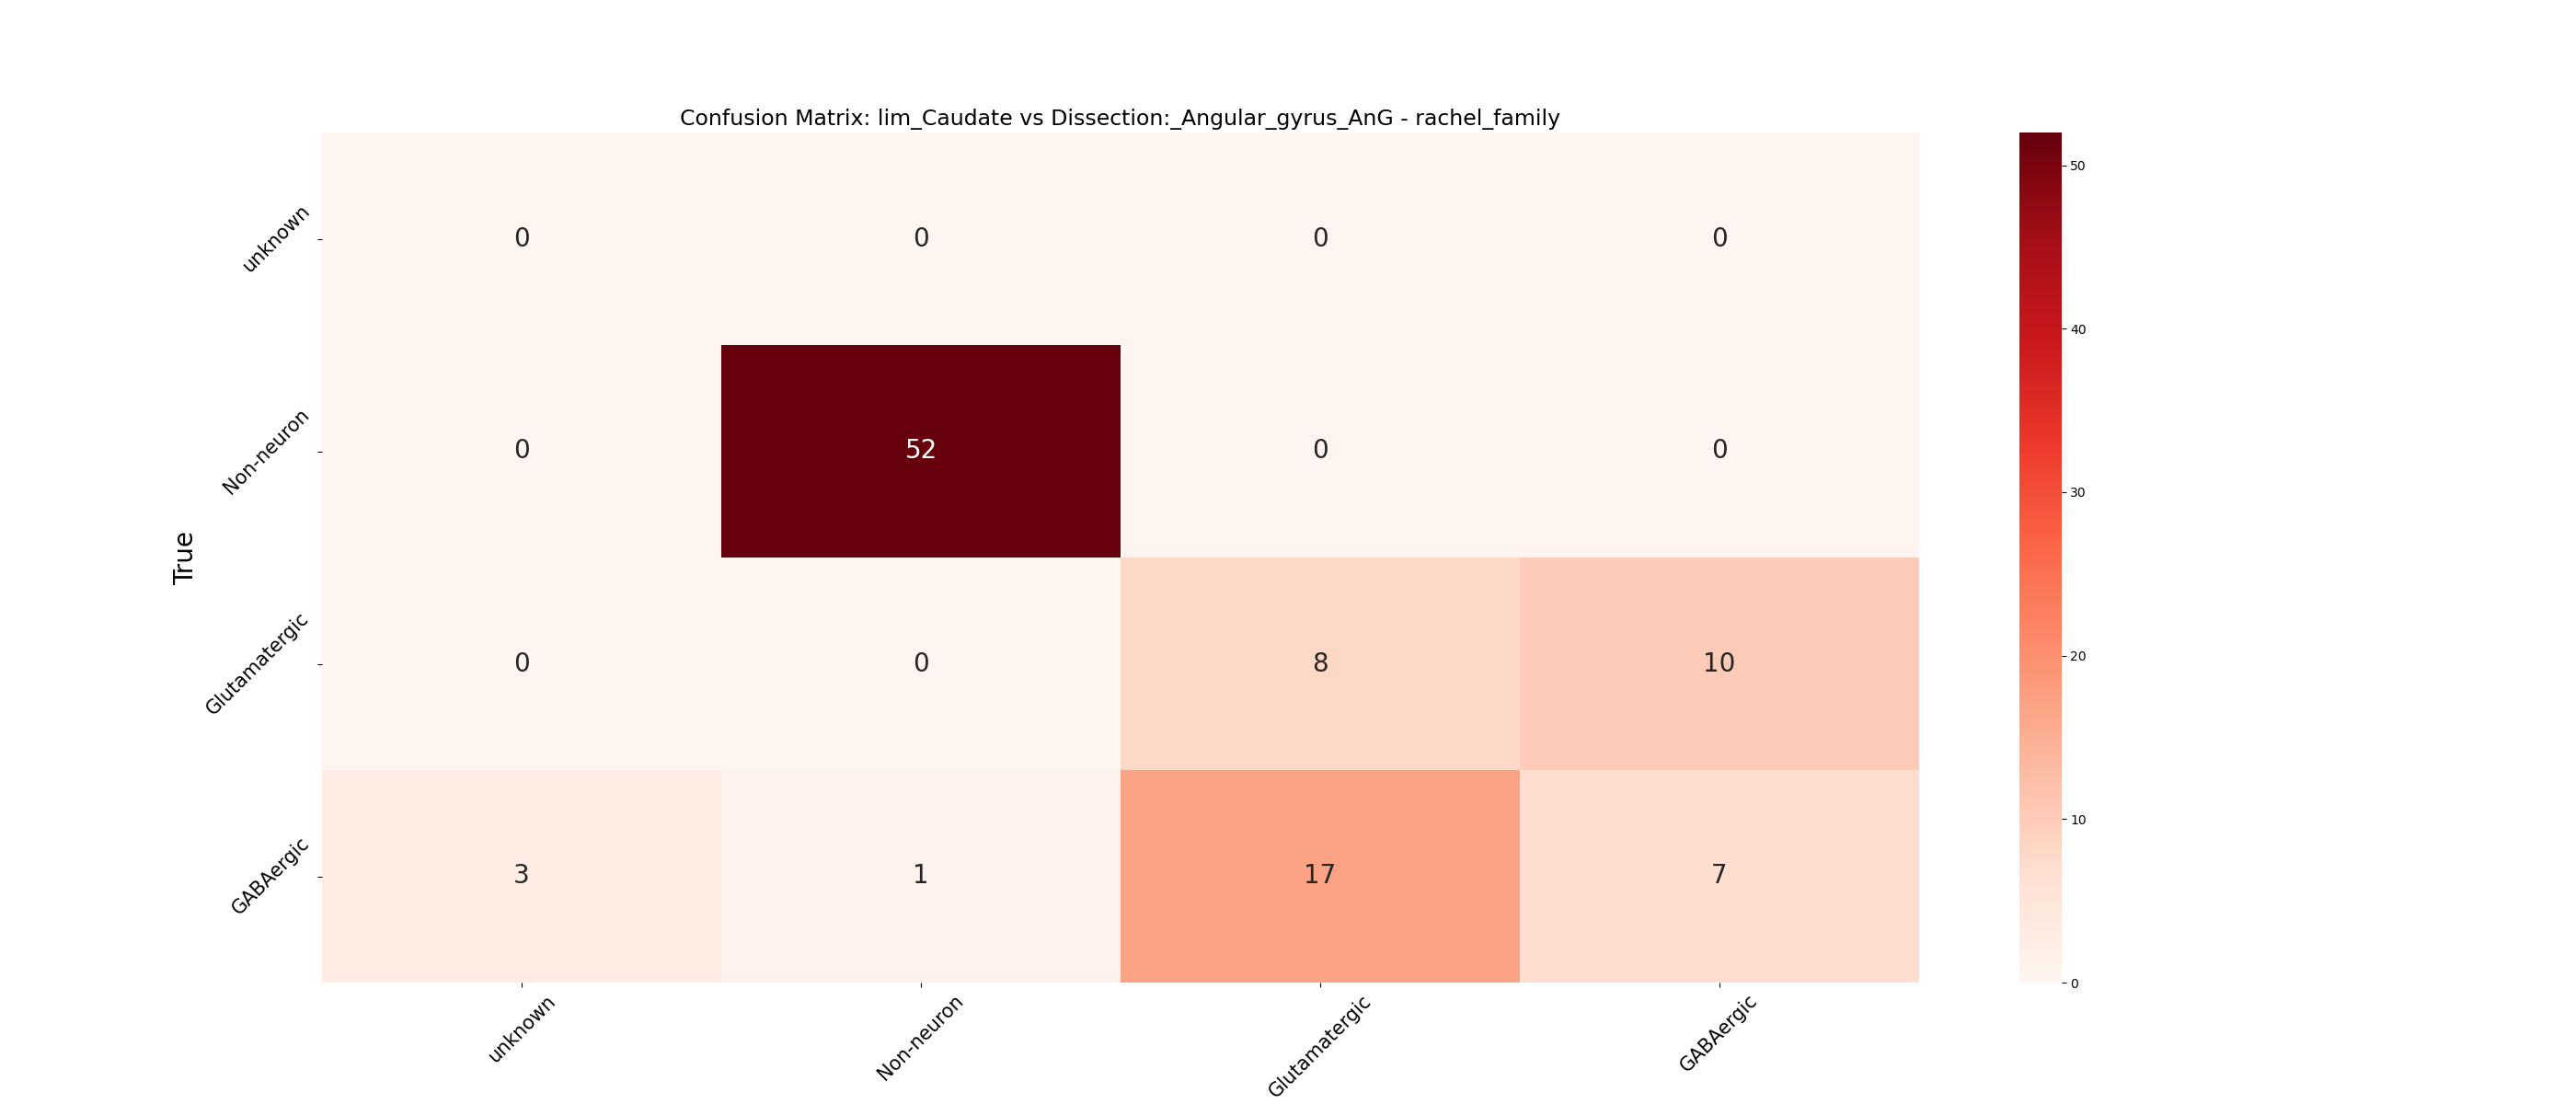 Confusion Matrix: lim_Caudate vs Dissection:_Angular_gyrus_AnG - rachel_family
unknown 0 0 0 0
Non-neuron 0 52 0 0
Glutamatergic 0 0 8 10
GABAergic 3 1 17 7
True
unknown Non-neuron Glutamatergic GABAergic
50
40
30
20
10
0